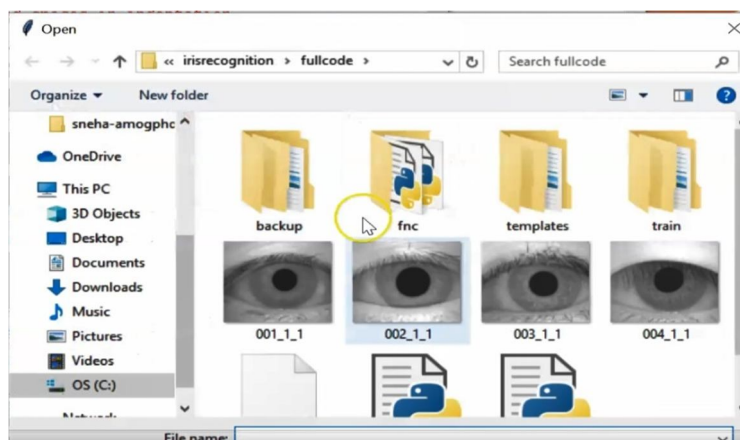 Open
« irisrecognition > fullcode >
Search fullcode
Organize
New folder
sneha-amogphc
OneDrive
This PC
3D Objects
Desktop
Documents
Downloads
Music
Pictures
Videos
OS (C:)
backup
fnc
templates
train
001_1_1
002_1_1
003_1_1
004_1_1
File name: